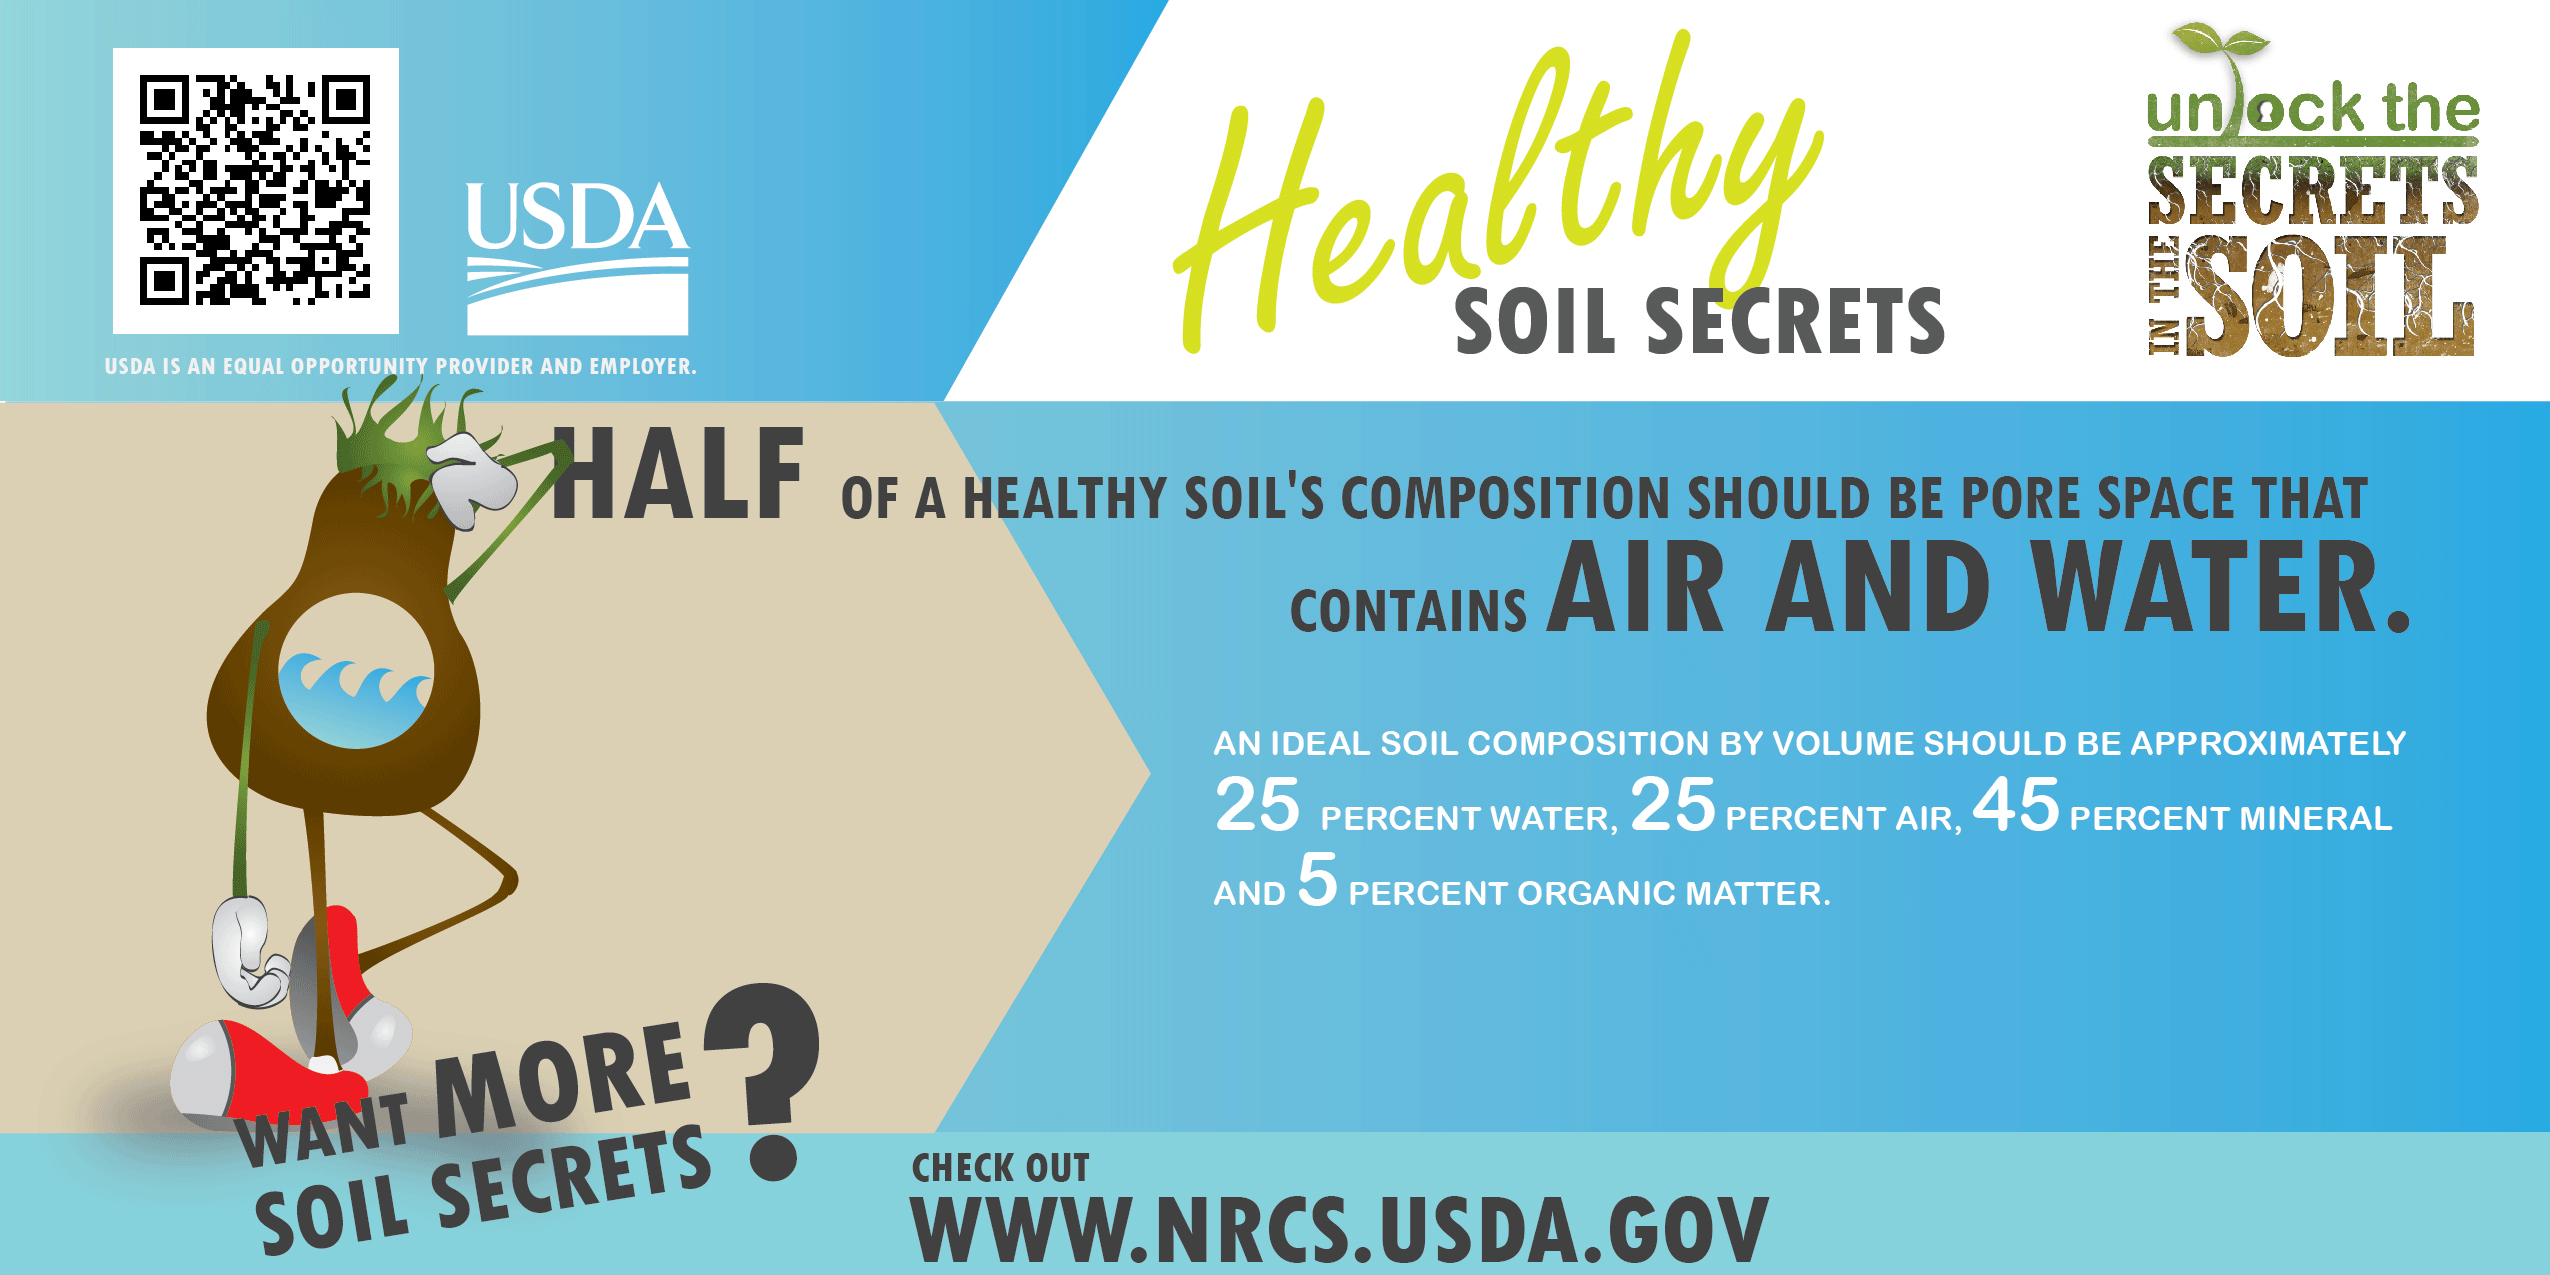 USDA
USDA IS AN EQUAL OPPORTUNITY PROVIDER AND EMPLOYER.
Healthy
SOIL SECRETS
unlock the
SECRETS
IN THE
SOIL
HALF OF A HEALTHY SOIL'S COMPOSITION SHOULD BE PORE SPACE THAT
CONTAINS AIR AND WATER.
AN IDEAL SOIL COMPOSITION BY VOLUME SHOULD BE APPROXIMATELY
25 PERCENT WATER, 25 PERCENT AIR, 45 PERCENT MINERAL
AND 5 PERCENT ORGANIC MATTER.
WANT MORE
SOIL SECRETS?
CHECK OUT
WWW.NRCS.USDA.GOV